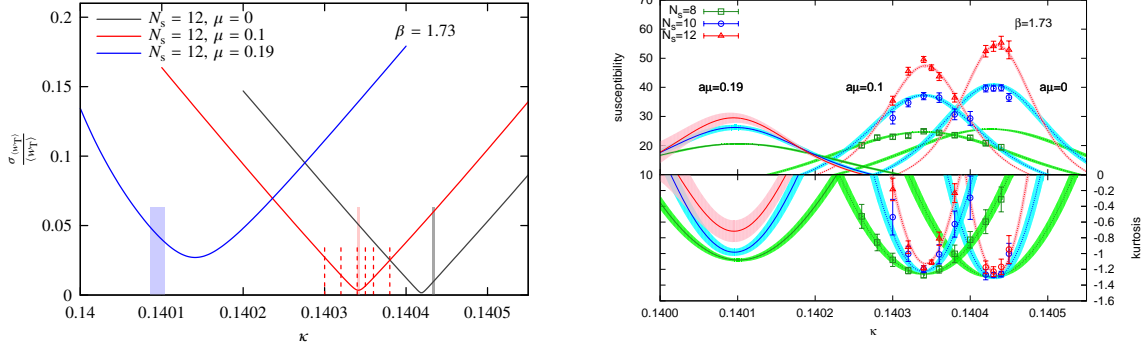 N_s = 12, μ = 0
N_s = 12, μ = 0.1
N_s = 12, μ = 0.19
β = 1.73
0.2
0.15
0.1
0.05
0
σ_⟨w_T⟩ / ⟨w_T⟩
0.14 0.1401 0.1402 0.1403 0.1404 0.1405
κ
N_s=8
N_s=10
N_s=12
β=1.73
aμ=0.19 aμ=0.1 aμ=0
susceptibility
70
60
50
40
30
20
10
0
-0.2
-0.4
-0.6
-0.8
-1
-1.2
-1.4
-1.6
kurtosis
0.1400 0.1401 0.1402 0.1403 0.1404 0.1405
κ